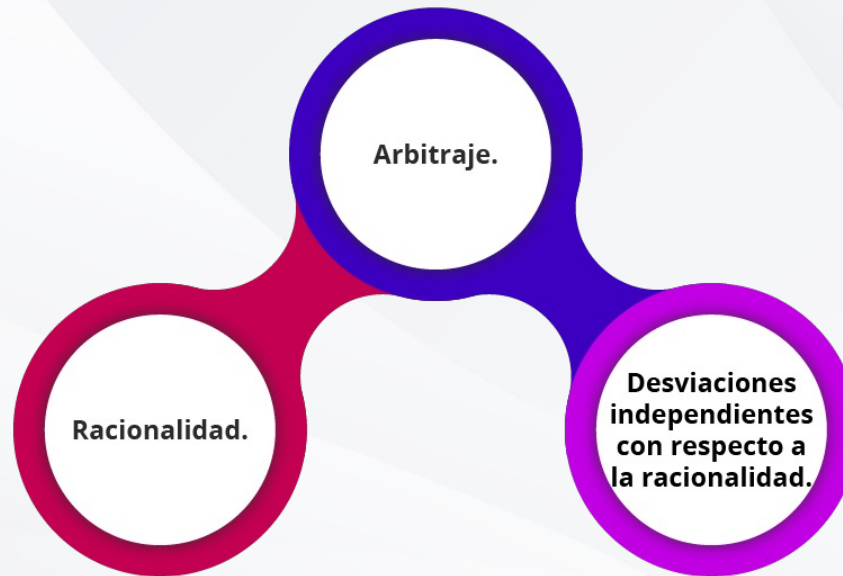 Arbitraje.
Racionalidad.
Desviaciones
independientes
con respecto a
la racionalidad.